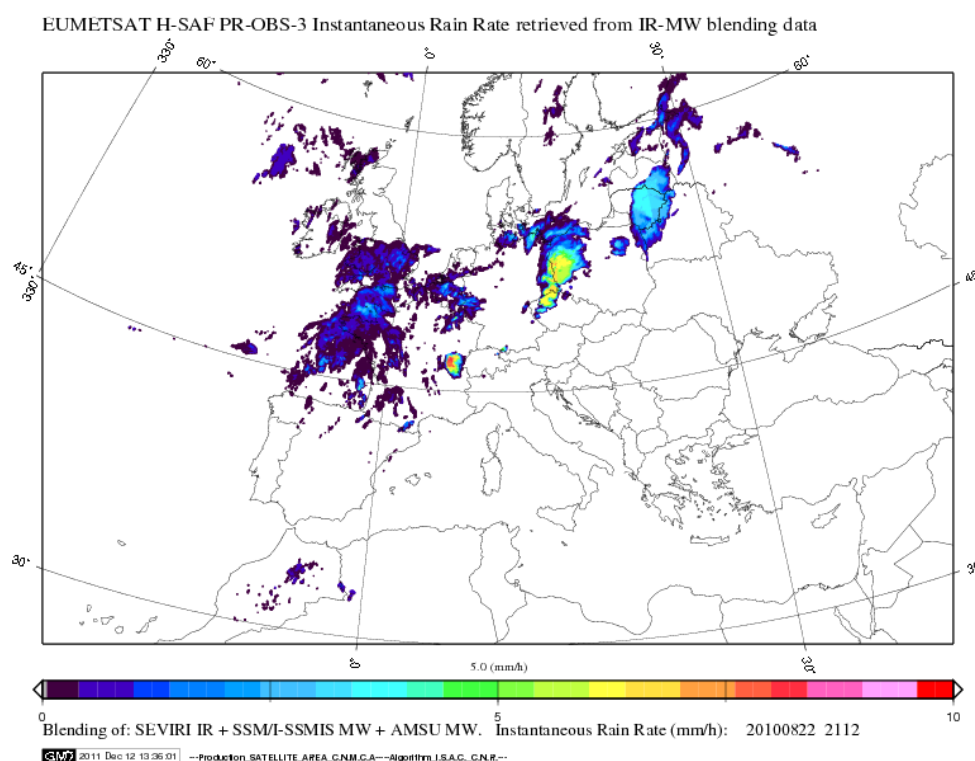 EUMETSAT H-SAF PR-OBS-3 Instantaneous Rain Rate retrieved from IR-MW blending data
330° 60° 0° 30° 60°
45°
330°
30°
0° 30°
5.0 (mm/h)
0 5 10
Blending of: SEVIRI IR + SSM/I-SSMIS MW + AMSU MW. Instantaneous Rain Rate (mm/h): 20100822 2112
GMT 2011 Dec 12 13:36:01 ---Production SATELLITE AREA C.N.M.C.A----Algorithm I.S.A.C. C.N.R.---